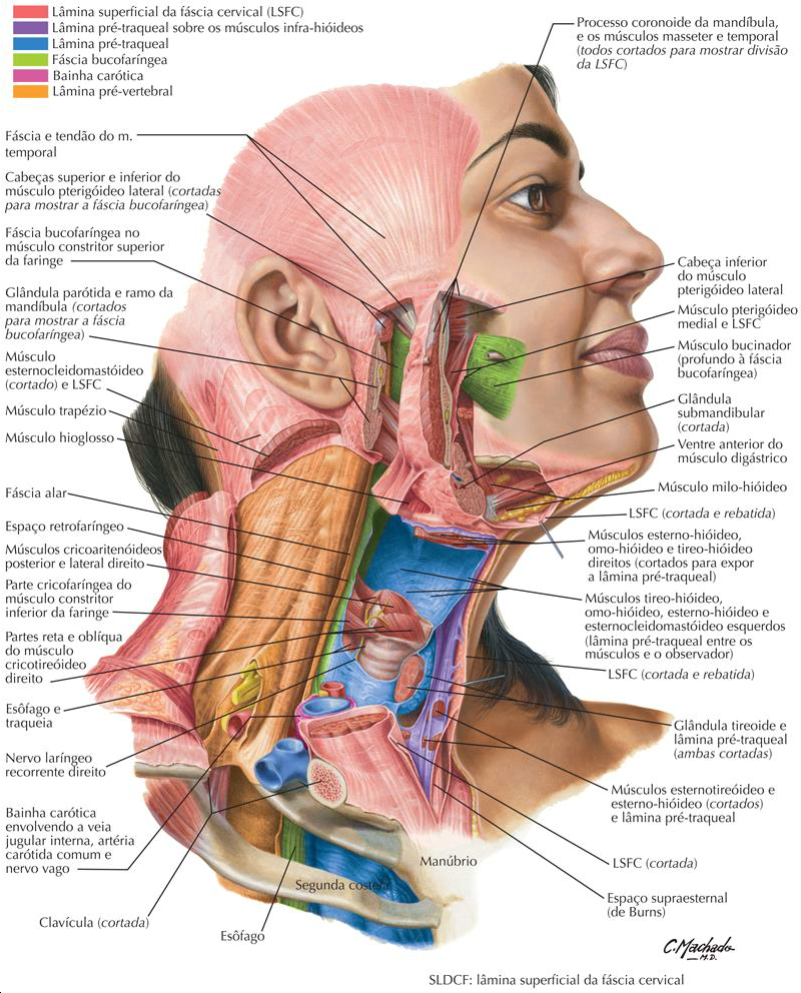 Lâmina superficial da fáscia cervical (LSFC)
Lâmina pré-traqueal sobre os músculos infra-hióideos
Lâmina pré-traqueal
Fáscia bucofaríngea
Bainha carótica
Lâmina pré-vertebral
Processo coronoide da mandíbula,
e os músculos masseter e temporal
(todos cortados para mostrar divisão
da LSFC)
Fáscia e tendão do m.
temporal
Cabeças superior e inferior do
músculo pterigóideo lateral (cortadas
para mostrar a fáscia bucofaríngea)
Fáscia bucofaríngea no
músculo constritor superior
da faringe
Glândula parótida e ramo da
mandíbula (cortados
para mostrar a fáscia
bucofaríngea)
Músculo
esternocleidomastóideo
(cortado) e LSFC
Músculo trapézio
Músculo hioglosso
Fáscia alar
Espaço retrofaríngeo
Músculos cricoaritenóideos
posterior e lateral direito
Parte cricofaríngea do
músculo constritor
inferior da faringe
Partes reta e oblíqua
do músculo
cricotireóideo
direito
Esôfago e
traqueia
Nervo laríngeo
recorrente direito
Bainha carótica
envolvendo a veia
jugular interna, artéria
carótida comum e
nervo vago
Clavícula (cortada)
Esôfago
Segunda costela
Manúbrio
Cabeça inferior
do músculo
pterigóideo lateral
Músculo pterigóideo
medial e LSFC
Músculo bucinador
(profundo à fáscia
bucofaríngea)
Glândula
submandibular
(cortada)
Ventre anterior do
músculo digástrico
Músculo milo-hióideo
LSFC (cortada e rebatida)
Músculos esterno-hióideo,
omo-hióideo e tireo-hióideo
direitos (cortados para expor
a lâmina pré-traqueal)
Músculos tireo-hióideo,
omo-hióideo, esterno-hióideo e
esternocleidomastóideo esquerdos
(lâmina pré-traqueal entre os
músculos e o observador)
LSFC (cortada e rebatida)
Glândula tireoide e
lâmina pré-traqueal
(ambas cortadas)
Músculos esternotireóideo e
esterno-hióideo (cortados)
e lâmina pré-traqueal
LSFC (cortada)
Espaço supraesternal
(de Burns)
C.Machado
M.D.
SLDCF: lâmina superficial da fáscia cervical